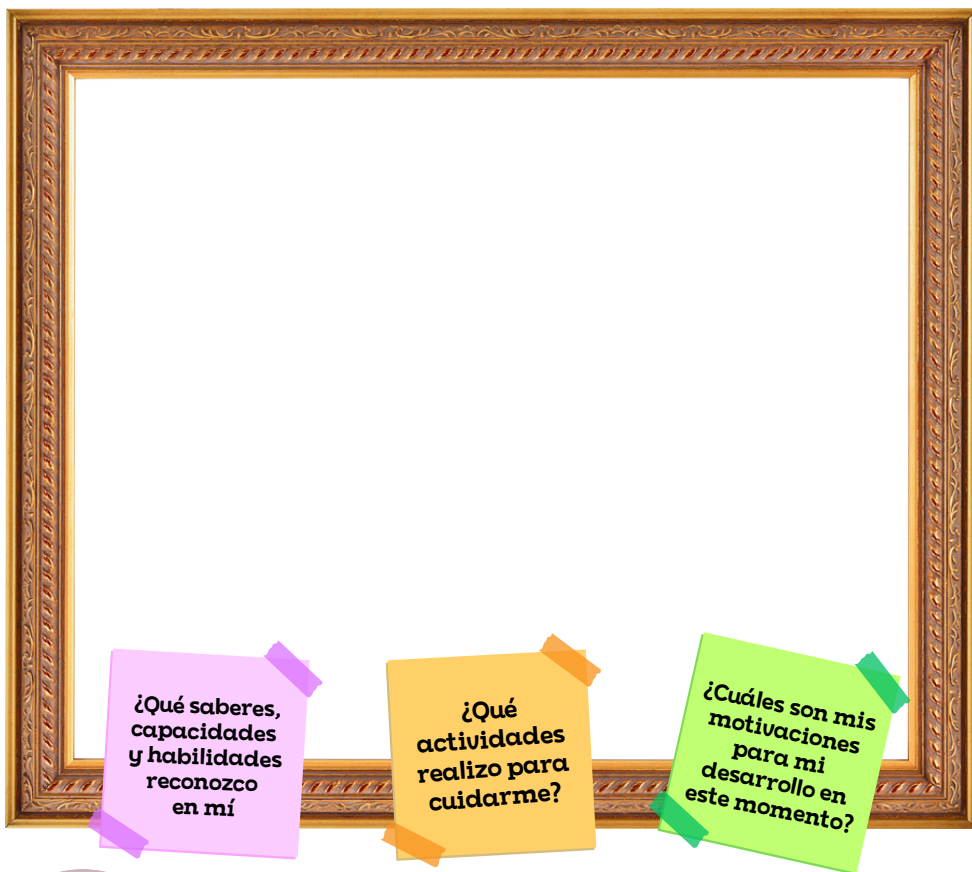 ¿Qué saberes,
capacidades
y habilidades
reconozco
en mí
¿Qué
actividades
realizo para
cuidarme?
¿Cuáles son mis
motivaciones
para mi
desarrollo en
este momento?